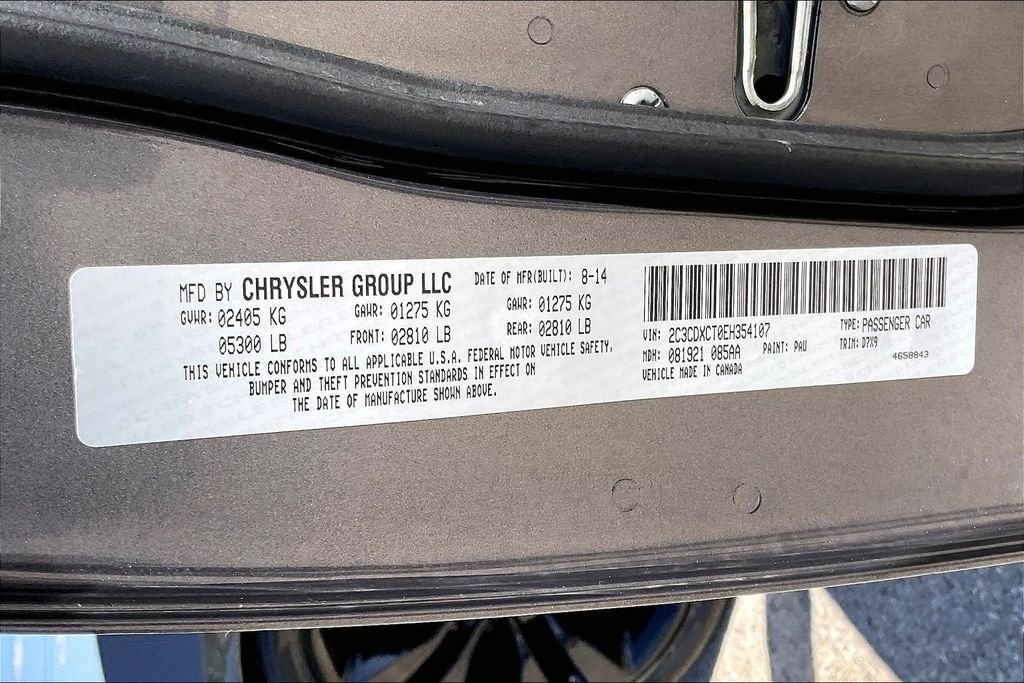 MFD BY CHRYSLER GROUP LLC DATE OF MFR(BUILT): 8-14
GVWR: 02405 KG GAWR: 01275 KG GAWR: 01275 KG
05300 LB FRONT: 02810 LB REAR: 02810 LB
THIS VEHICLE CONFORMS TO ALL APPLICABLE U.S.A. FEDERAL MOTOR VEHICLE SAFETY,
BUMPER AND THEFT PREVENTION STANDARDS IN EFFECT ON
THE DATE OF MANUFACTURE SHOWN ABOVE.
VIN: 2C3CDXCT0EH354107 TYPE: PASSENGER CAR
MDH: 081921 085AA PAINT: PAU TRIM: D7X9
VEHICLE MADE IN CANADA 4658843